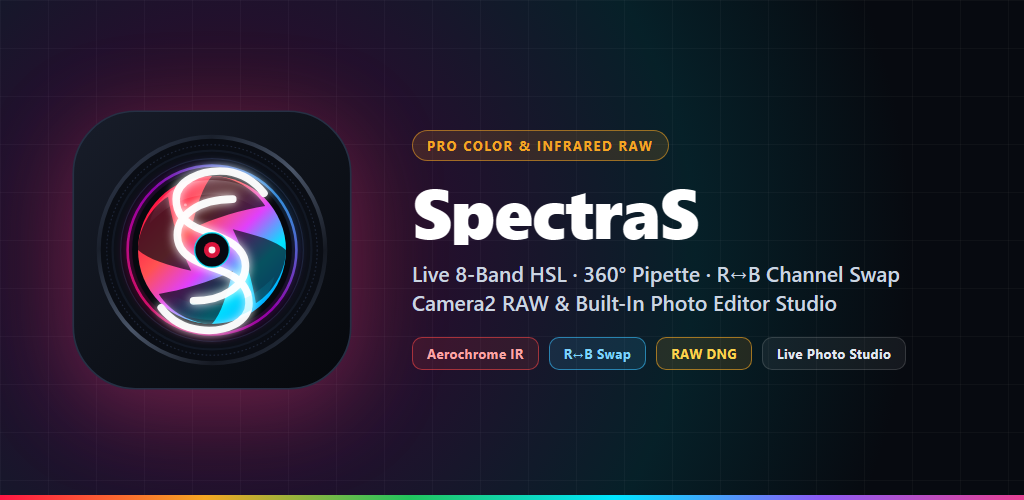 PRO COLOR & INFRARED RAW
SpectraS
Live 8-Band HSL · 360° Pipette · R↔B Channel Swap
Camera2 RAW & Built-In Photo Editor Studio
Aerochrome IR
R↔B Swap
RAW DNG
Live Photo Studio